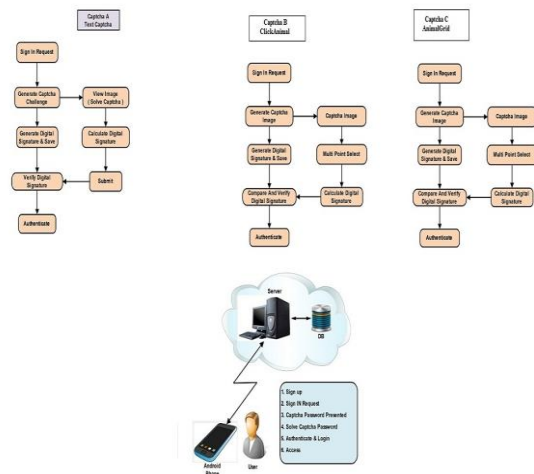 Captcha A
Text Captcha
Sign In Request
Generate Captcha
Challenge
View Image
( Solve Captcha )
Generate Digital
Signature & Save
Calculate Digital
Signature
Verify Digital
Signature
Submit
Authenticate
Captcha B
ClickAnimal
Sign In Request
Generate Captcha
Image
Captcha Image
Generate Digital
Signature & Save
Multi Point Select
Compare And Verify
Digital Signature
Calculate Digital
Signature
Authenticate
Captcha C
AnimalGrid
Sign In Request
Generate Captcha
Image
Captcha Image
Generate Digital
Signature & Save
Multi Point Select
Compare And Verify
Digital Signature
Calculate Digital
Signature
Authenticate
Server
DB
1. Sign up
2. Sign IN Request
3. Captcha Password Presented
4. Solve Captcha Password
5. Authenticate & Login
6. Access
Android
Phone
User